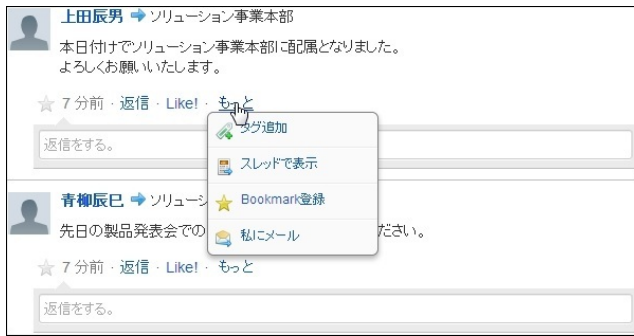 上田辰男 ソリューション事業本部
本日付けでソリューション事業本部に配属となりました。
よろしくお願いいたします。
7分前 · 返信 · Like! · もっと
返信をする。
タグ追加
スレッドで表示
Bookmark登録
私にメール
青柳辰巳 ソリューシ
先日の製品発表会での ださい。
7分前 · 返信 · Like! · もっと
返信をする。